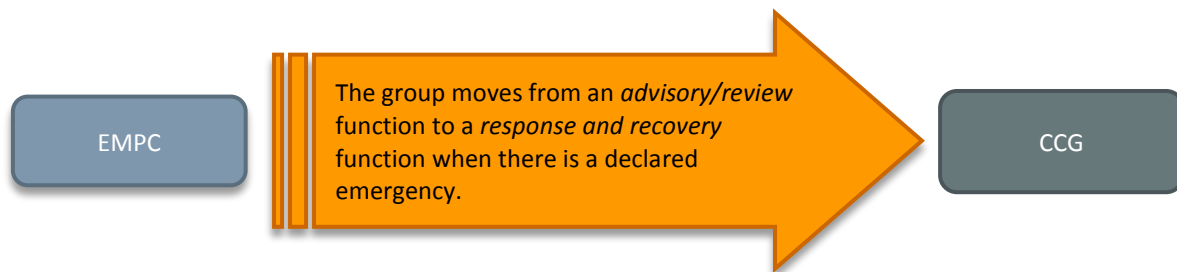 EMPC
The group moves from an advisory/review
function to a response and recovery
function when there is a declared
emergency.
CCG